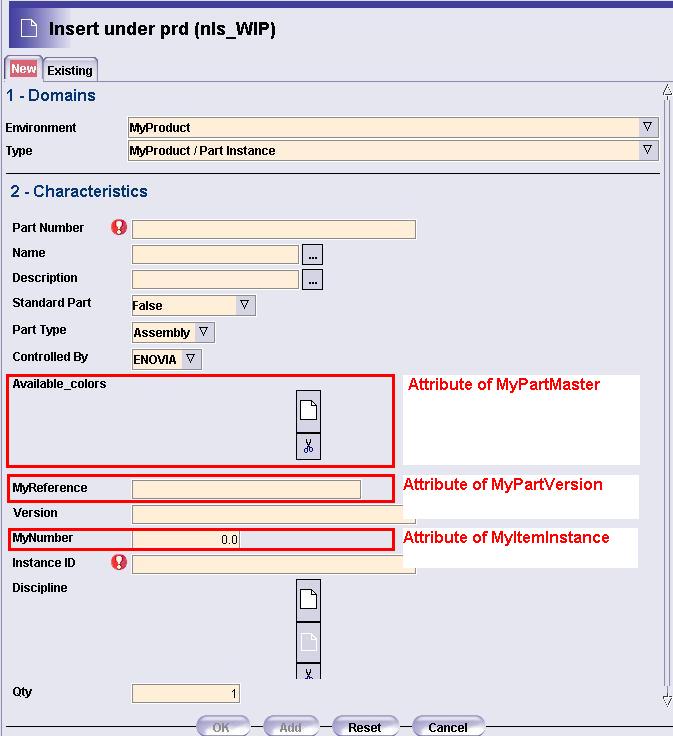 Insert under prd (nls_WIP)
New Existing
1 - Domains
Environment MyProduct
Type MyProduct / Part Instance
2 - Characteristics
Part Number
Name ...
Description ...
Standard Part False
Part Type Assembly
Controlled By ENOVIA
Available_colors Attribute of MyPartMaster
MyReference Attribute of MyPartVersion
Version
MyNumber 0.0 Attribute of MyItemInstance
Instance ID
Discipline
Qty 1
OK Add Reset Cancel